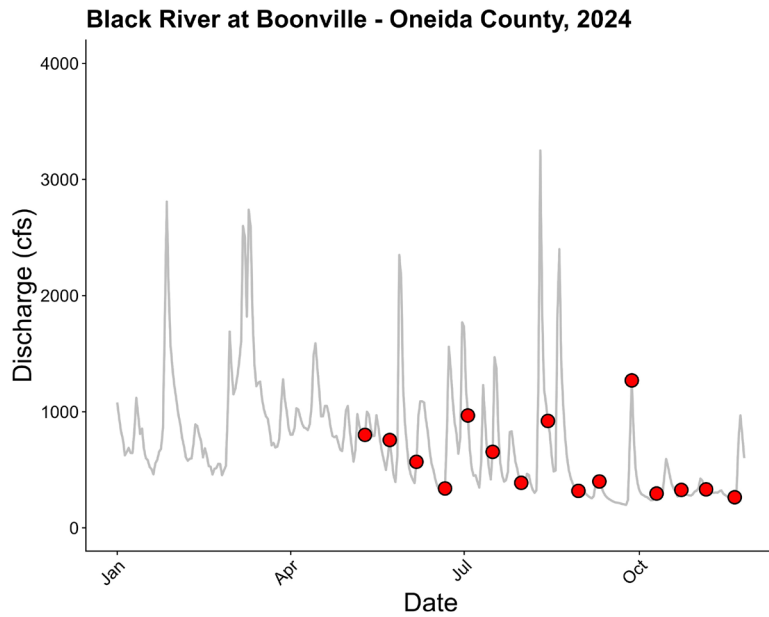 Black River at Boonville - Oneida County, 2024
Discharge (cfs)
4000
3000
2000
1000
0
Jan
Apr
Jul
Oct
Date